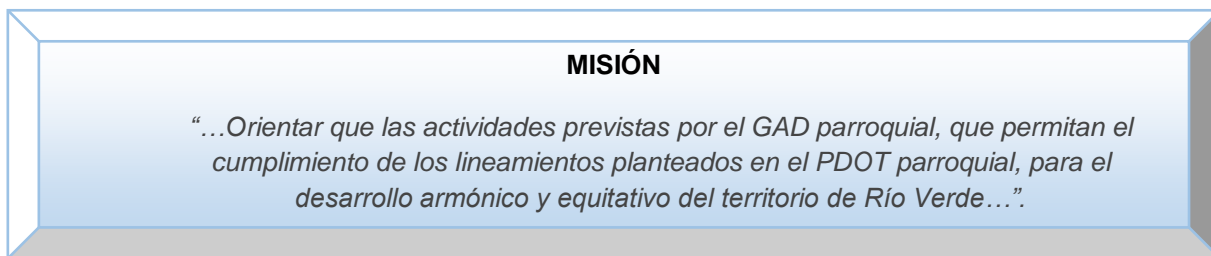 MISIÓN
“…Orientar que las actividades previstas por el GAD parroquial, que permitan el
cumplimiento de los lineamientos planteados en el PDOT parroquial, para el
desarrollo armónico y equitativo del territorio de Río Verde…”.